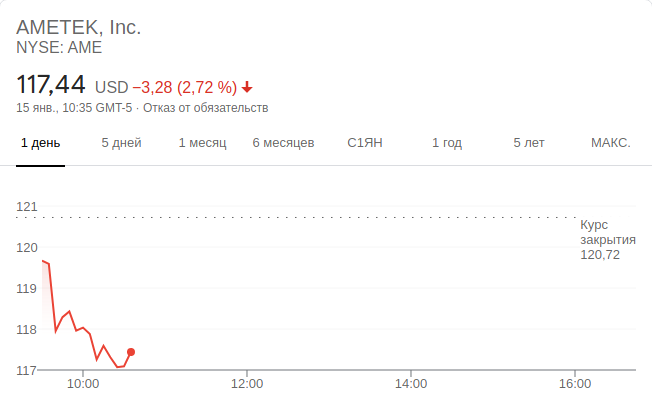 AMETEK, Inc.
NYSE: AME
117,44 USD −3,28 (2,72 %)
15 янв., 10:35 GMT-5 · Отказ от обязательств
1 день 5 дней 1 месяц 6 месяцев С1ЯН 1 год 5 лет МАКС.
121
Курс
закрытия
120,72
120
119
118
117
10:00 12:00 14:00 16:00